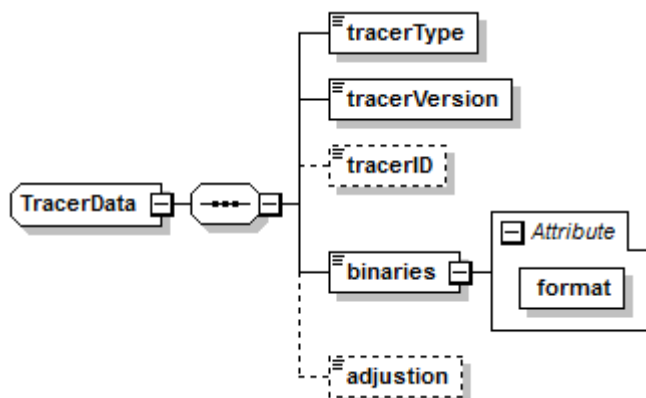 tracerType
tracerVersion
tracerID
TracerData
binaries
Attribute
format
adjustion